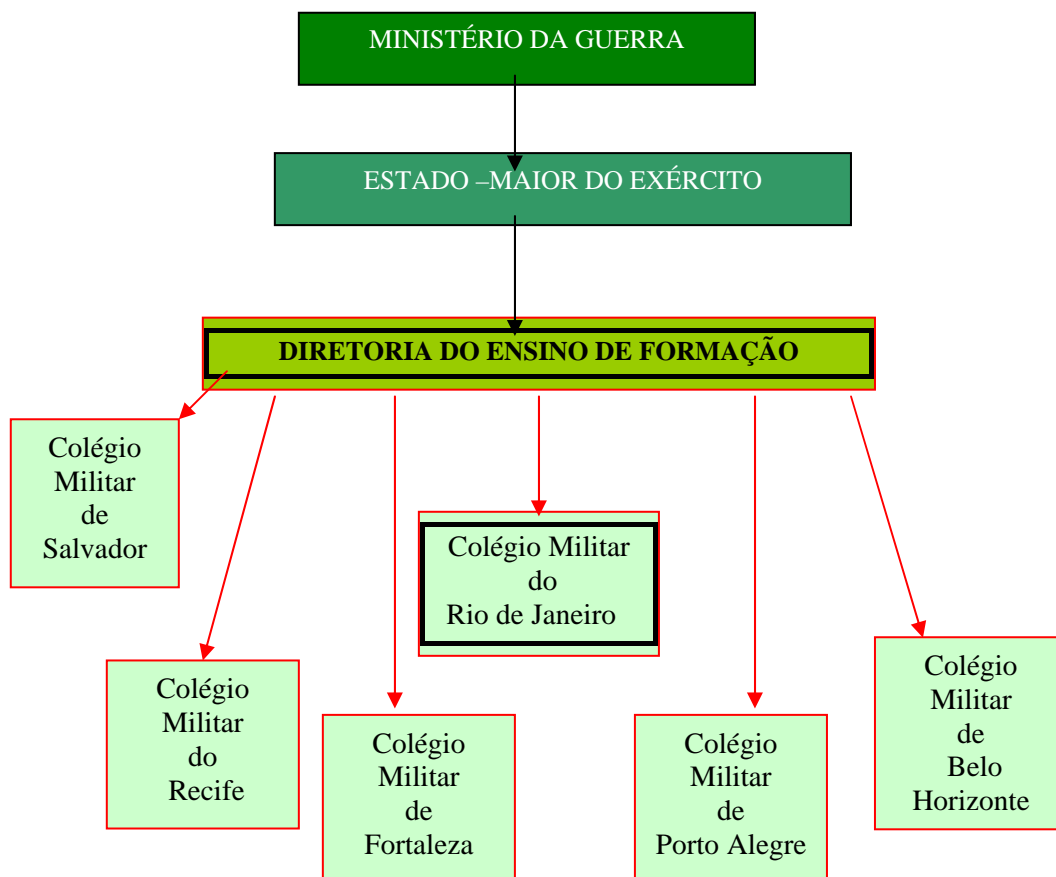 MINISTÉRIO DA GUERRA
ESTADO –MAIOR DO EXÉRCITO
DIRETORIA DO ENSINO DE FORMAÇÃO
Colégio
Militar
de
Salvador
Colégio
Militar
do
Recife
Colégio
Militar
de
Fortaleza
Colégio Militar
do
Rio de Janeiro
Colégio
Militar
de
Porto Alegre
Colégio
Militar
de
Belo
Horizonte